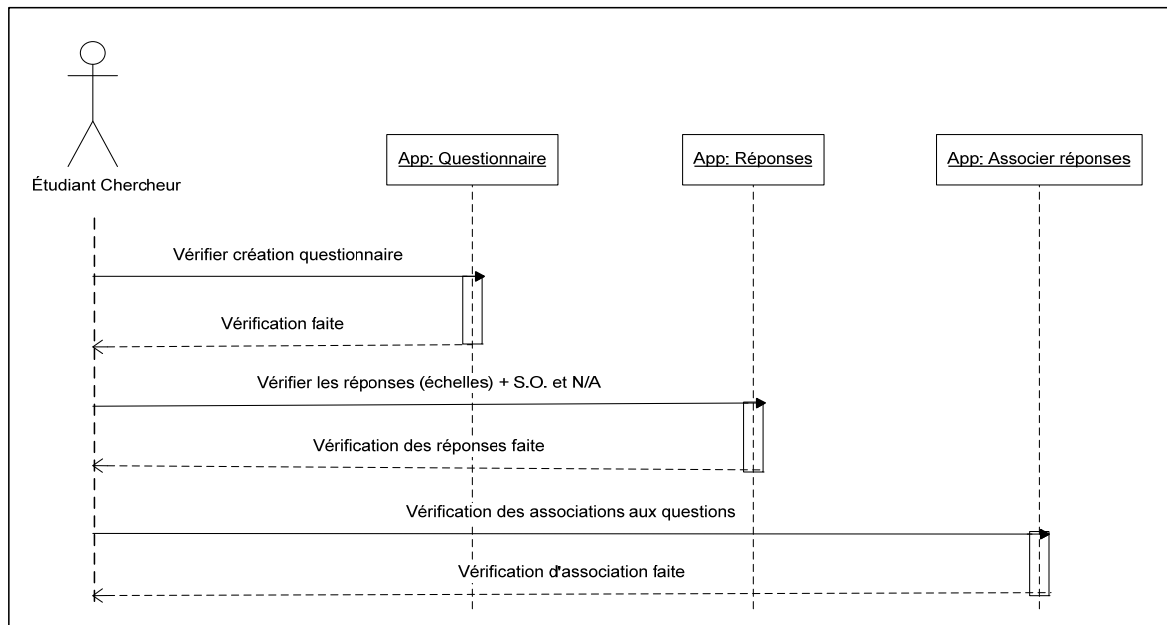 App: Questionnaire
App: Réponses
App: Associer réponses
Étudiant Chercheur
Vérifier création questionnaire
Vérification faite
Vérifier les réponses (échelles) + S.O. et N/A
Vérification des réponses faite
Vérification des associations aux questions
Vérification d'association faite